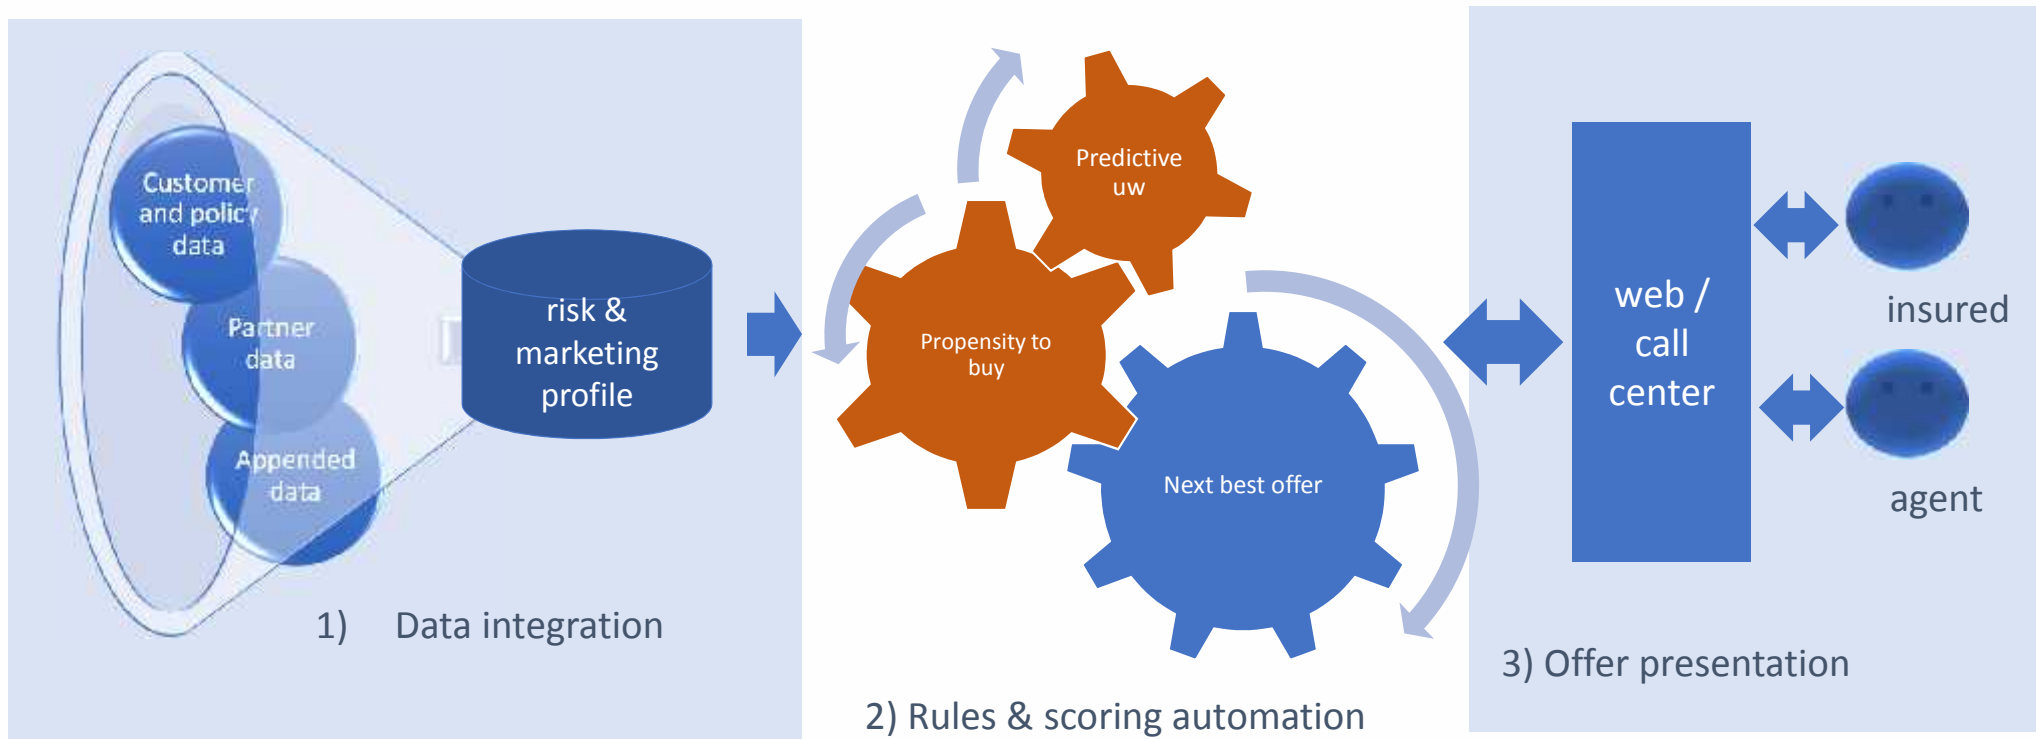 Customer
and policy
data
Partner
data
Appended
data
risk &
marketing
profile
1) Data integration
Predictive
uw
Propensity to
buy
Next best offer
2) Rules & scoring automation
web /
call
center
insured
agent
3) Offer presentation